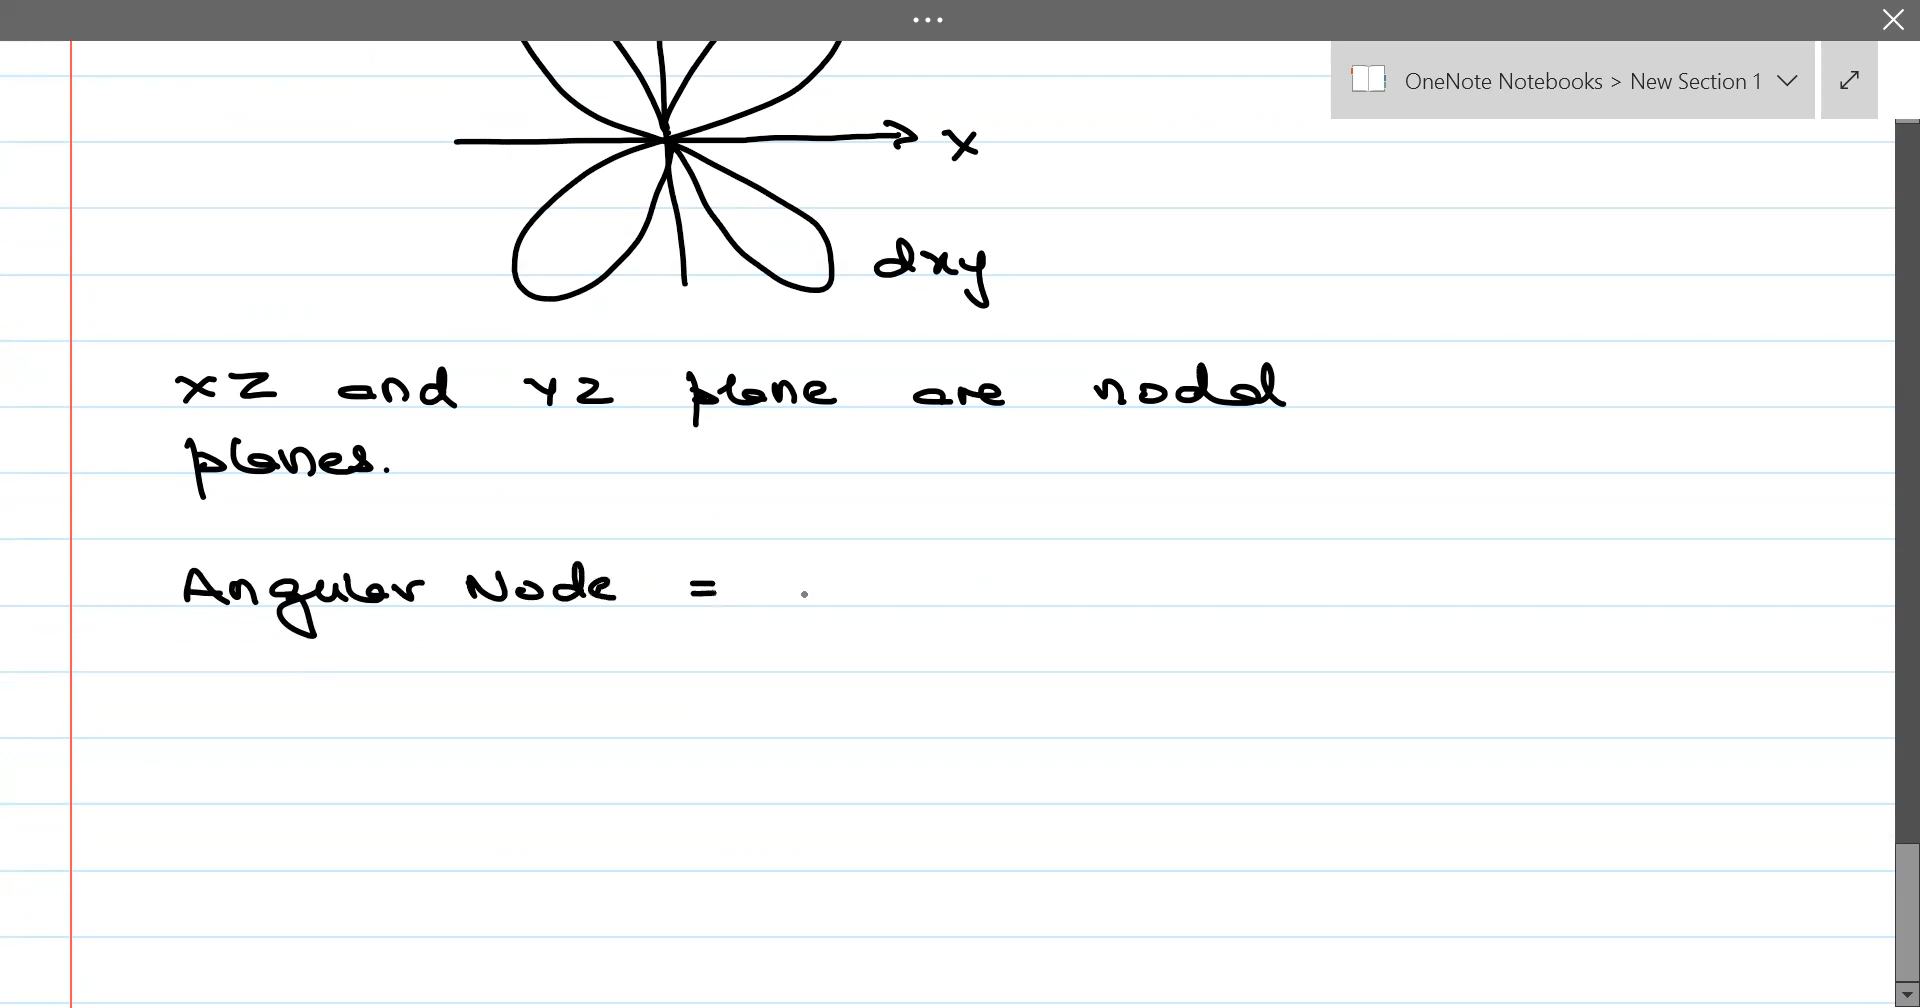 ...
OneNote Notebooks > New Section 1
x
dxy
XZ and YZ plane are nodal
planes.
Angular Node =